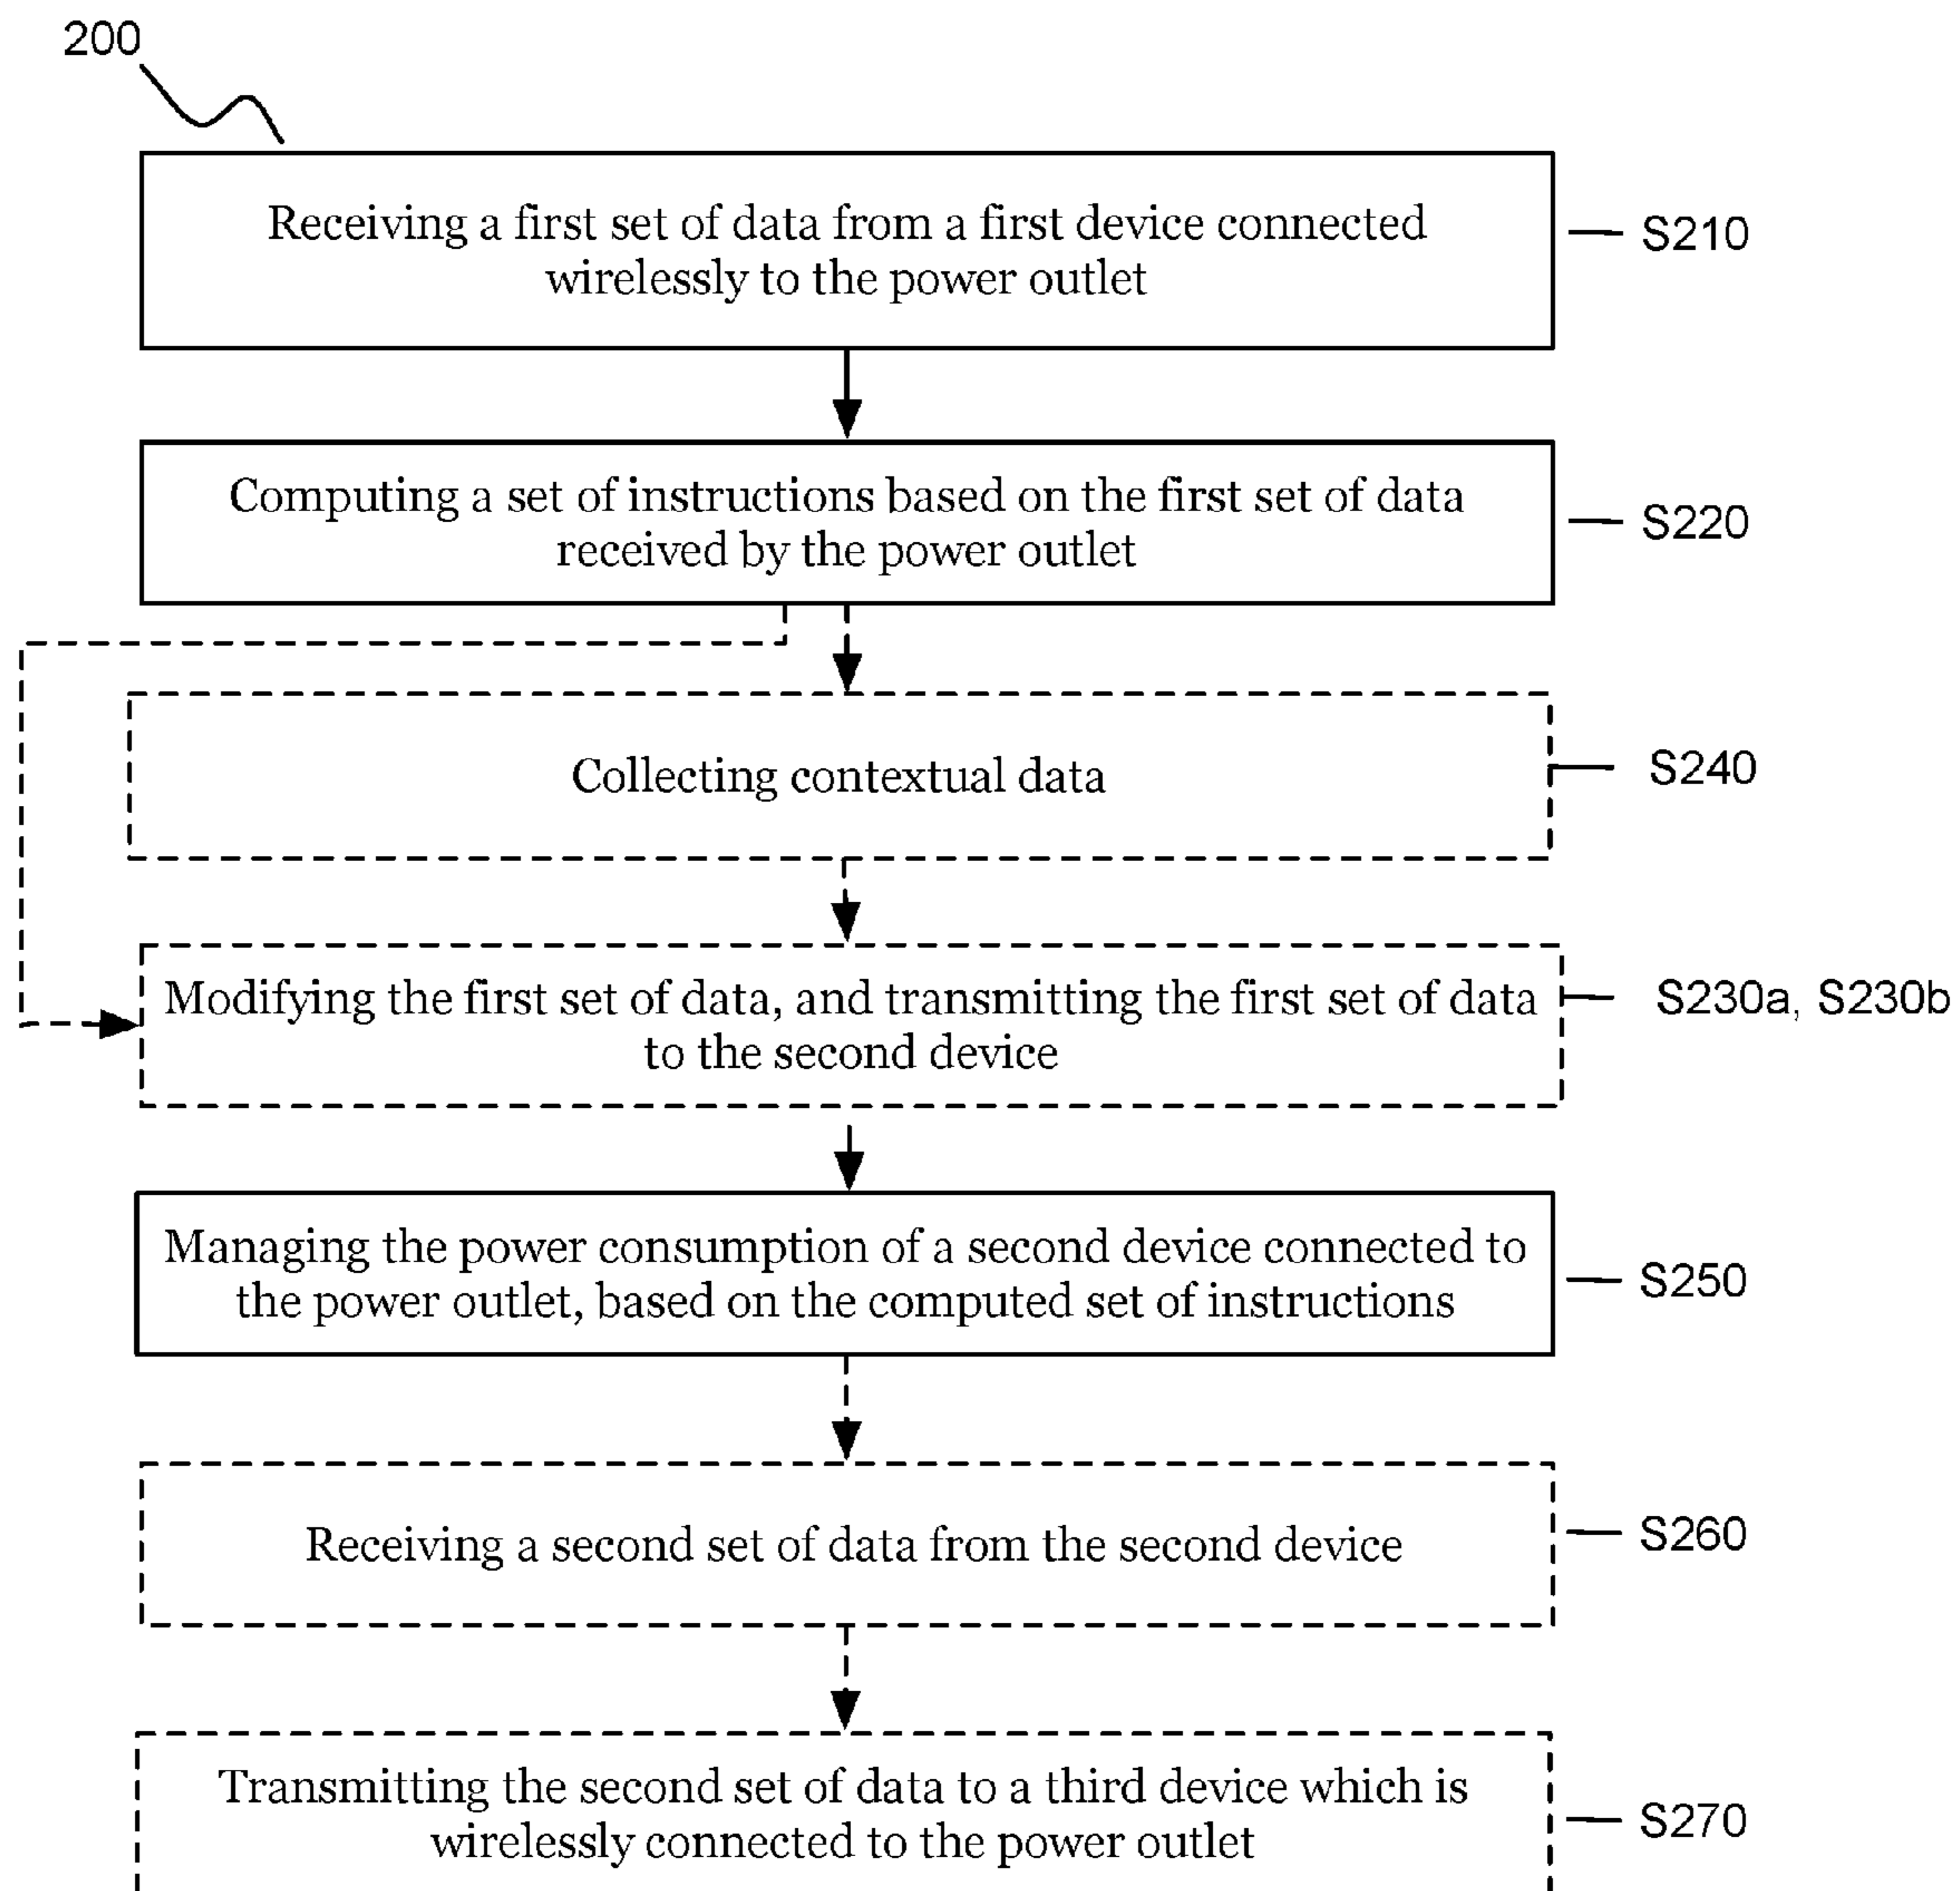 200
Receiving a first set of data from a first device connected
wirelessly to the power outlet
S210
Computing a set of instructions based on the first set of data
received by the power outlet
S220
Collecting contextual data
S240
Modifying the first set of data, and transmitting the first set of data
to the second device
S230a, S230b
Managing the power consumption of a second device connected to
the power outlet, based on the computed set of instructions
S250
Receiving a second set of data from the second device
S260
Transmitting the second set of data to a third device which is
wirelessly connected to the power outlet
S270